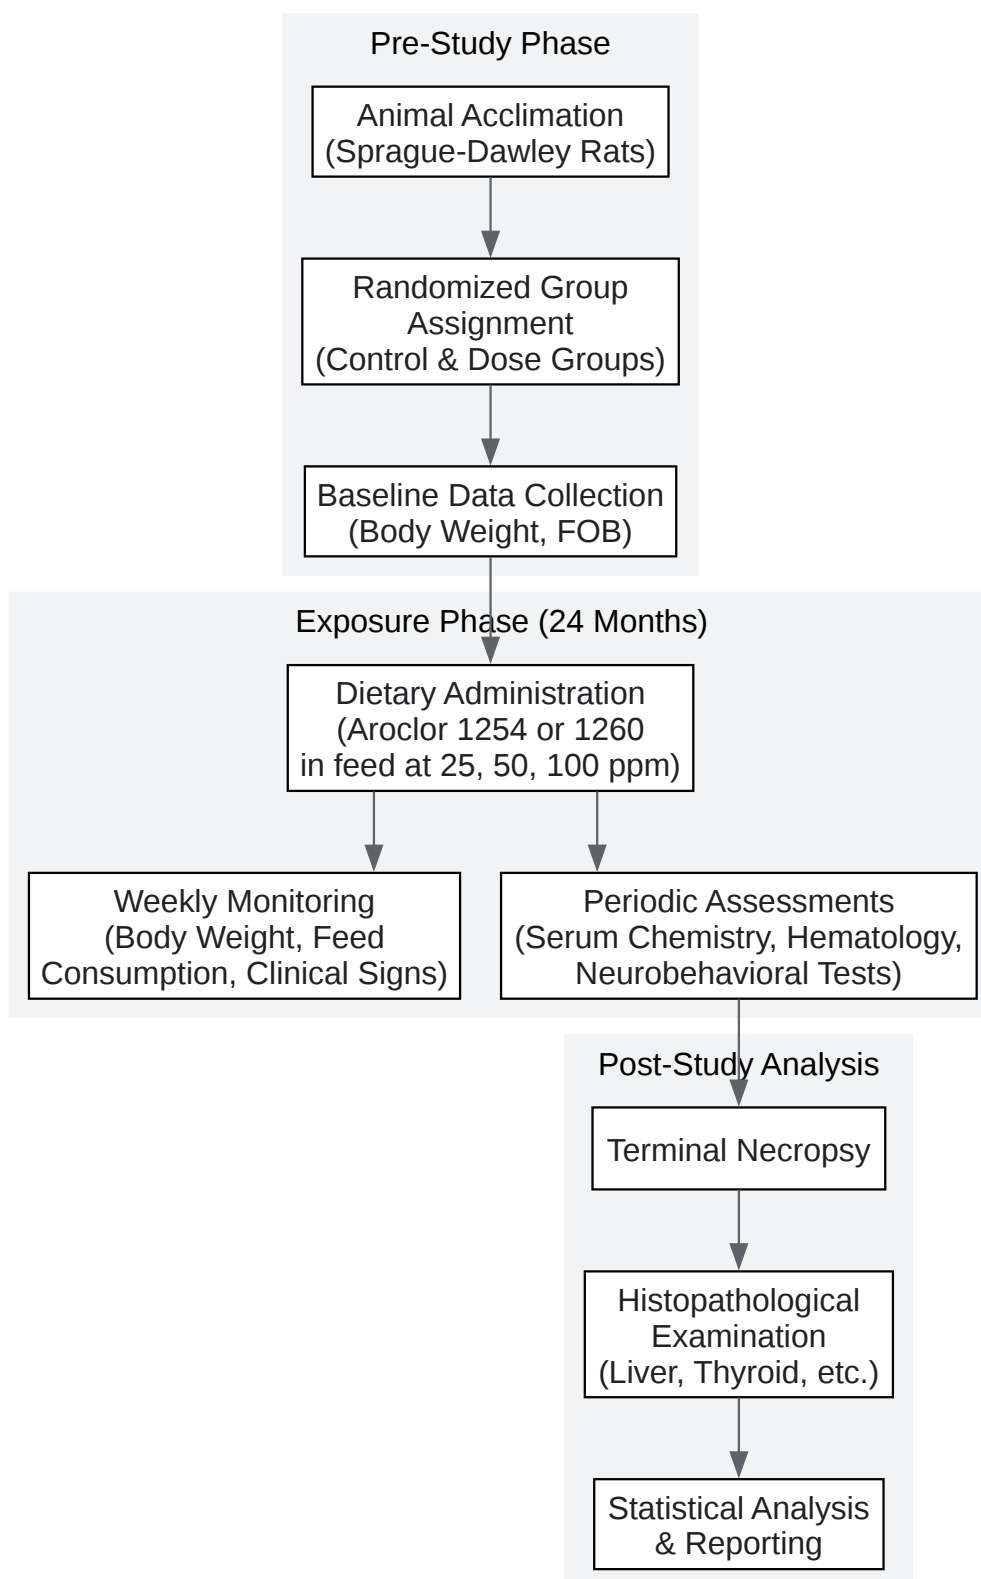 Pre-Study Phase
Animal Acclimation
(Sprague-Dawley Rats)
Randomized Group
Assignment
(Control & Dose Groups)
Baseline Data Collection
(Body Weight, FOB)
Exposure Phase (24 Months)
Dietary Administration
(Aroclor 1254 or 1260
in feed at 25, 50, 100 ppm)
Weekly Monitoring
(Body Weight, Feed
Consumption, Clinical Signs)
Periodic Assessments
(Serum Chemistry, Hematology,
Neurobehavioral Tests)
Post-Study Analysis
Terminal Necropsy
Histopathological
Examination
(Liver, Thyroid, etc.)
Statistical Analysis
& Reporting